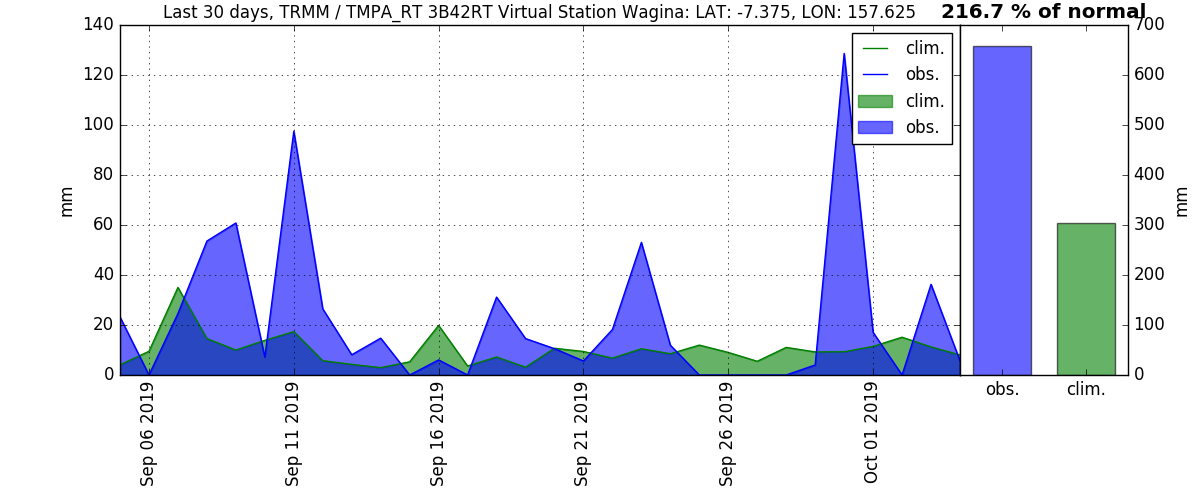 Last 30 days, TRMM / TMPA_RT 3B42RT Virtual Station Wagina: LAT: -7.375, LON: 157.625
216.7 % of normal
140
120
100
80
60
40
20
0
mm
clim.
obs.
clim.
obs.
700
600
500
400
300
200
100
0
mm
Sep 06 2019
Sep 11 2019
Sep 16 2019
Sep 21 2019
Sep 26 2019
Oct 01 2019
obs.
clim.